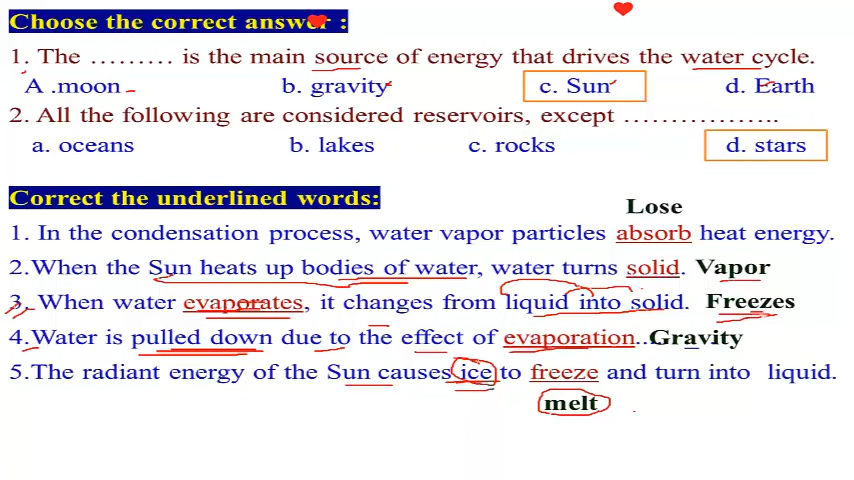 Choose the correct answer :
1. The ……… is the main source of energy that drives the water cycle.
A .moon b. gravity c. Sun d. Earth
2. All the following are considered reservoirs, except ……………..
a. oceans b. lakes c. rocks d. stars
Correct the underlined words:
Lose
1. In the condensation process, water vapor particles absorb heat energy.
2.When the Sun heats up bodies of water, water turns solid. Vapor
3. When water evaporates, it changes from liquid into solid. Freezes
4.Water is pulled down due to the effect of evaporation..Gravity
5.The radiant energy of the Sun causes ice to freeze and turn into liquid.
melt